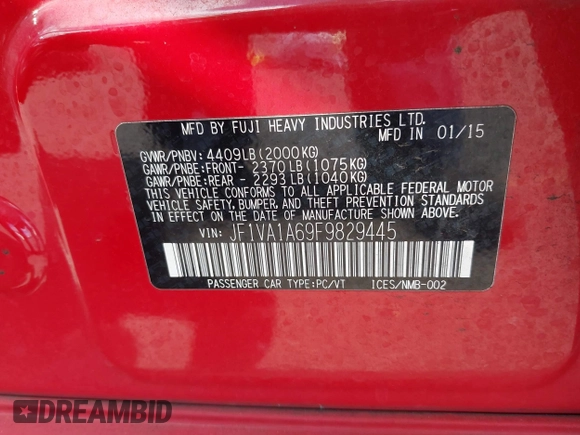 MFD BY FUJI HEAVY INDUSTRIES LTD.
MFD IN 01/15
GVWR/PNBV: 4409LB(2000KG)
GAWR/PNBE:FRONT- 2370LB(1075KG)
GAWR/PNBE:REAR - 2293LB(1040KG)
THIS VEHICLE CONFORMS TO ALL APPLICABLE FEDERAL MOTOR
VEHICLE SAFETY, BUMPER, AND THEFT PREVENTION STANDARDS
IN EFFECT ON THE DATE OF MANUFACTURE SHOWN ABOVE.
VIN: JF1VA1A69F9829445
PASSENGER CAR TYPE:PC/VT ICES/NMB-002
DREAMBID